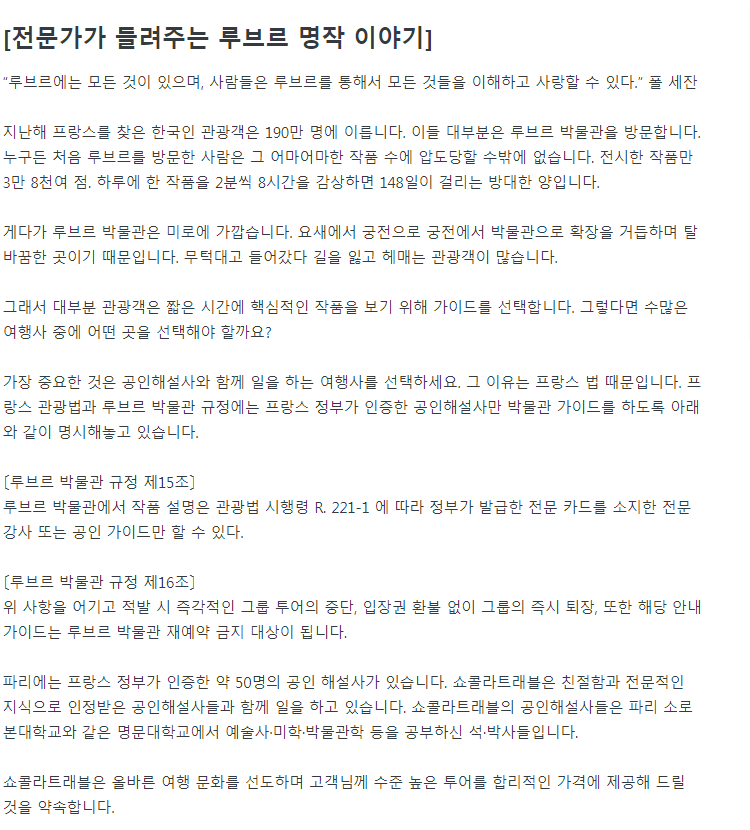 [전문가가 들려주는 루브르 명작 이야기]
"루브르에는 모든 것이 있으며, 사람들은 루브르를 통해서 모든 것들을 이해하고 사랑할 수 있다." 폴 세잔
지난해 프랑스를 찾은 한국인 관광객은 190만 명에 이릅니다. 이들 대부분은 루브르 박물관을 방문합니다.
누구든 처음 루브르를 방문한 사람은 그 어마어마한 작품 수에 압도당할 수밖에 없습니다. 전시한 작품만
3만 8천여 점. 하루에 한 작품을 2분씩 8시간을 감상하면 148일이 걸리는 방대한 양입니다.
게다가 루브르 박물관은 미로에 가깝습니다. 요새에서 궁전으로 궁전에서 박물관으로 확장을 거듭하며 탈
바꿈한 곳이기 때문입니다. 무턱대고 들어갔다 길을 잃고 헤매는 관광객이 많습니다.
그래서 대부분 관광객은 짧은 시간에 핵심적인 작품을 보기 위해 가이드를 선택합니다. 그렇다면 수많은
여행사 중에 어떤 곳을 선택해야 할까요?
가장 중요한 것은 공인해설사와 함께 일을 하는 여행사를 선택하세요. 그 이유는 프랑스 법 때문입니다. 프
랑스 관광법과 루브르 박물관 규정에는 프랑스 정부가 인증한 공인해설사만 박물관 가이드를 하도록 아래
와 같이 명시해놓고 있습니다.
〔루브르 박물관 규정 제15조〕
루브르 박물관에서 작품 설명은 관광법 시행령 R. 221-1 에 따라 정부가 발급한 전문 카드를 소지한 전문
강사 또는 공인 가이드만 할 수 있다.
〔루브르 박물관 규정 제16조〕
위 사항을 어기고 적발 시 즉각적인 그룹 투어의 중단, 입장권 환불 없이 그룹의 즉시 퇴장, 또한 해당 안내
가이드는 루브르 박물관 재예약 금지 대상이 됩니다.
파리에는 프랑스 정부가 인증한 약 50명의 공인 해설사가 있습니다. 쇼콜라트래블은 친절함과 전문적인
지식으로 인정받은 공인해설사들과 함께 일을 하고 있습니다. 쇼콜라트래블의 공인해설사들은 파리 소르
본대학교와 같은 명문대학교에서 예술사·미학·박물관학 등을 공부하신 석·박사들입니다.
쇼콜라트래블은 올바른 여행 문화를 선도하며 고객님께 수준 높은 투어를 합리적인 가격에 제공해 드릴
것을 약속합니다.